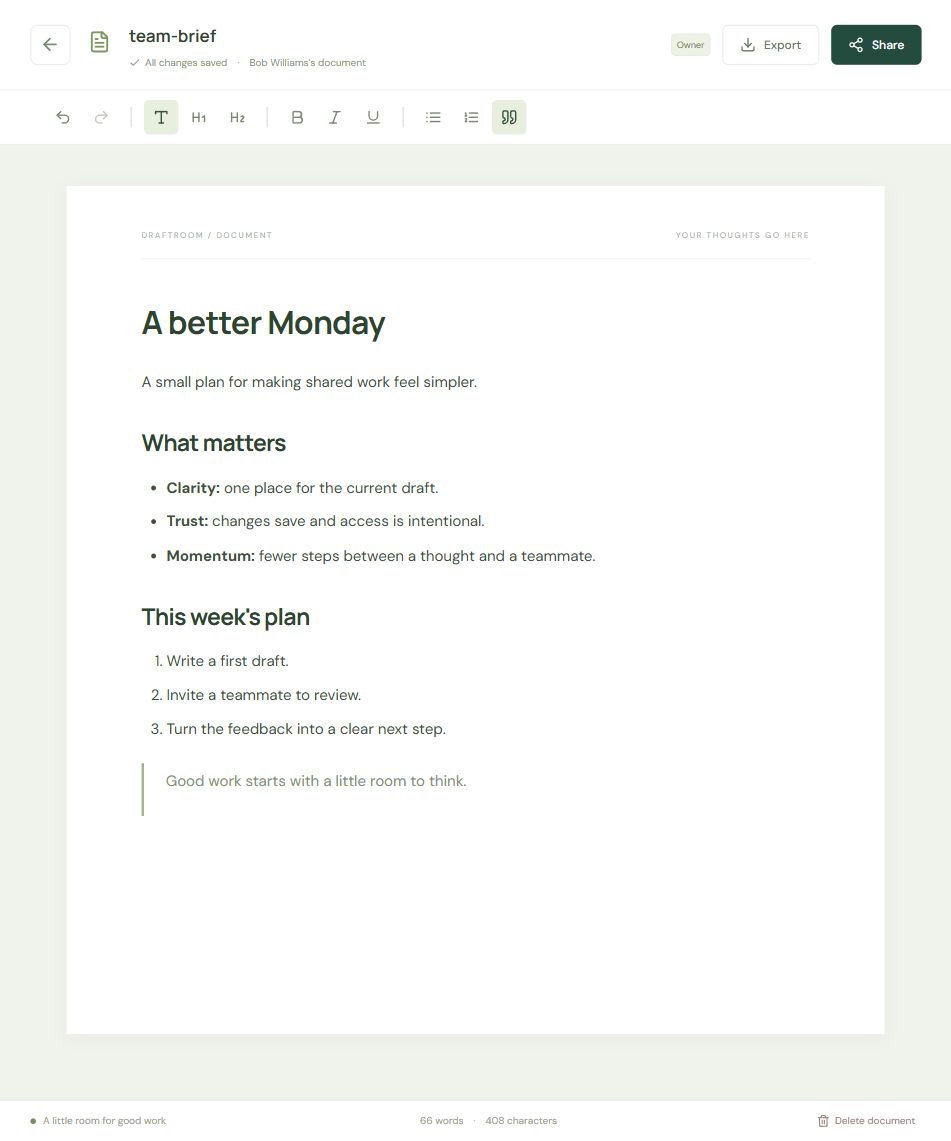 team-brief
All changes saved · Bob Williams's document
Owner
Export
Share
H1
H2
B
I
U
DRAFTROOM / DOCUMENT
YOUR THOUGHTS GO HERE
A better Monday
A small plan for making shared work feel simpler.
What matters
• Clarity: one place for the current draft.
• Trust: changes save and access is intentional.
• Momentum: fewer steps between a thought and a teammate.
This week's plan
1. Write a first draft.
2. Invite a teammate to review.
3. Turn the feedback into a clear next step.
Good work starts with a little room to think.
A little room for good work
66 words · 408 characters
Delete document